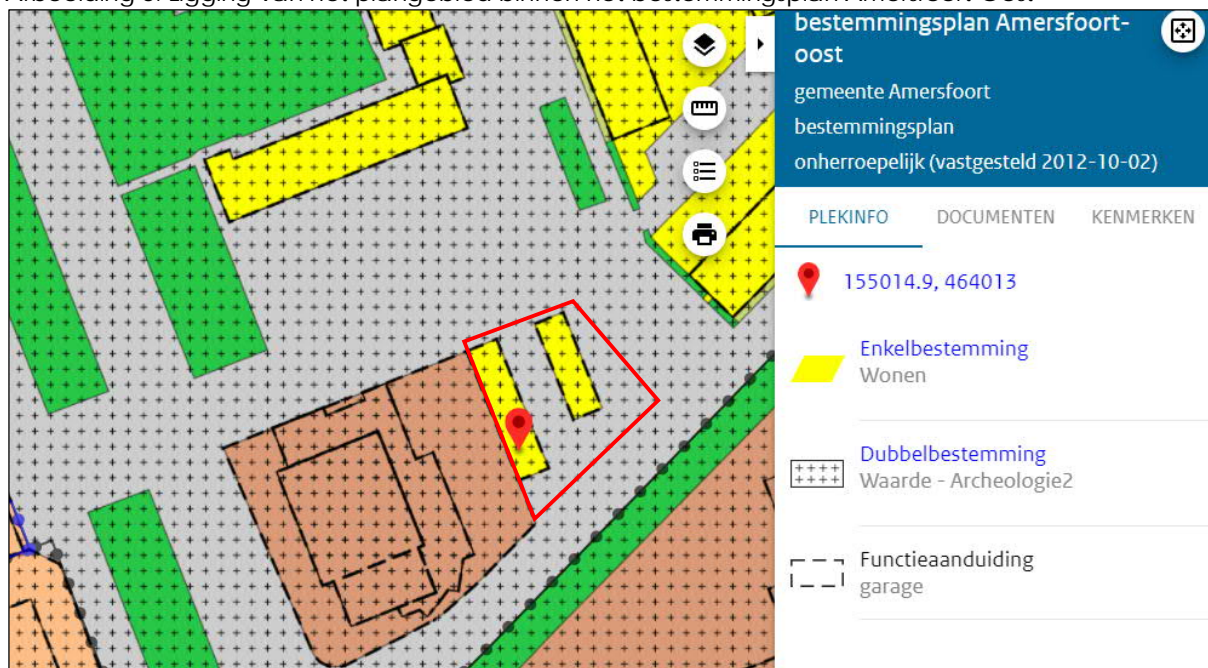 bestemmingsplan Amersfoort-
oost
gemeente Amersfoort
bestemmingsplan
onherroepelijk (vastgesteld 2012-10-02)
PLEKINFO DOCUMENTEN KENMERKEN
155014.9, 464013
Enkelbestemming
Wonen
Dubbelbestemming
Waarde - Archeologie2
Functieaanduiding
garage